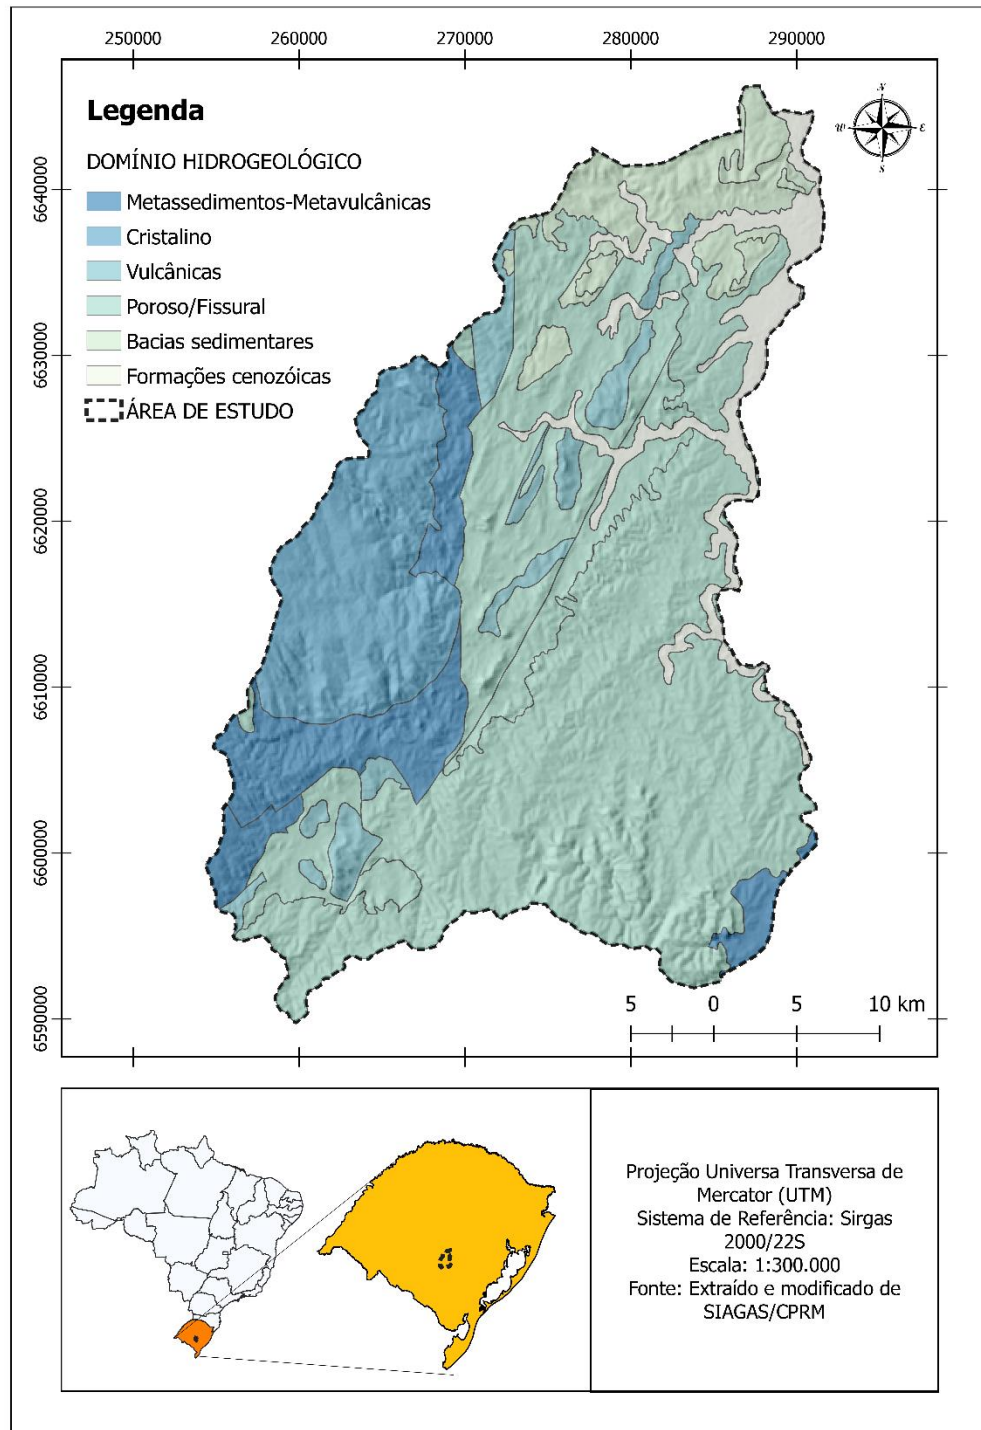 250000 260000 270000 280000 290000
Legenda
DOMÍNIO HIDROGEOLÓGICO
Metassedimentos-Metavulcânicas
Cristalino
Vulcânicas
Poroso/Fissural
Bacias sedimentares
Formações cenozóicas
ÁREA DE ESTUDO
N
W E
S
6640000
6630000
6620000
6610000
6600000
6590000
5 0 5 10 km
Projeção Universa Transversa de
Mercator (UTM)
Sistema de Referência: Sirgas
2000/22S
Escala: 1:300.000
Fonte: Extraído e modificado de
SIAGAS/CPRM